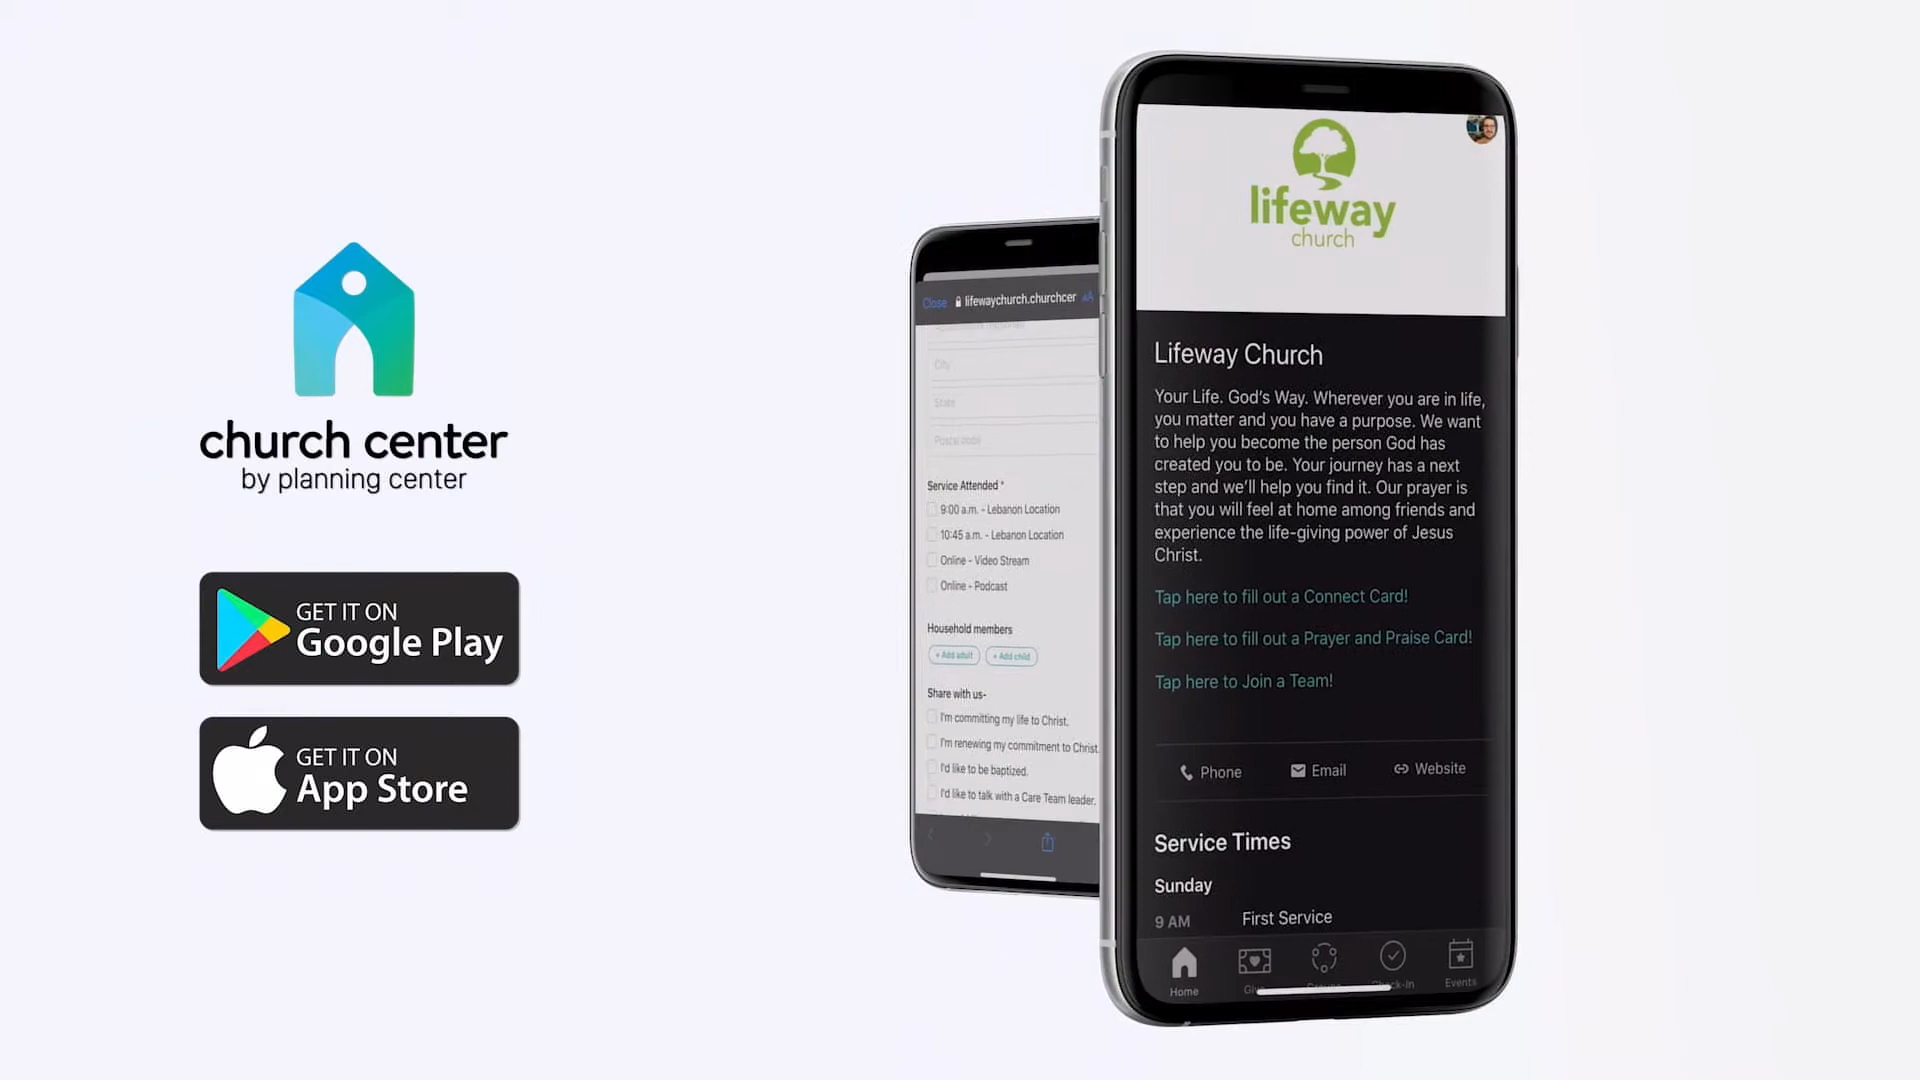 church center
by planning center
GET IT ON
Google Play
GET IT ON
App Store
Close
lifewaychurch.churchcer
AA
City
State
Service Attended *
9:00 a.m. - Lebanon Location
10:45 a.m. - Lebanon Location
Online - Video Stream
Online - Podcast
Household members
+ Add adult
+ Add child
Share with us-
I'm committing my life to Christ.
I'm renewing my commitment to Christ
I'd like to be baptized.
I'd like to talk with a Care Team leader.
lifeway
church
Lifeway Church
Your Life. God's Way. Wherever you are in life,
you matter and you have a purpose. We want
to help you become the person God has
created you to be. Your journey has a next
step and we'll help you find it. Our prayer is
that you will feel at home among friends and
experience the life-giving power of Jesus
Christ.
Tap here to fill out a Connect Card!
Tap here to fill out a Prayer and Praise Card!
Tap here to Join a Team!
Phone
Email
Website
Service Times
Sunday
9 AM First Service
Home
Events